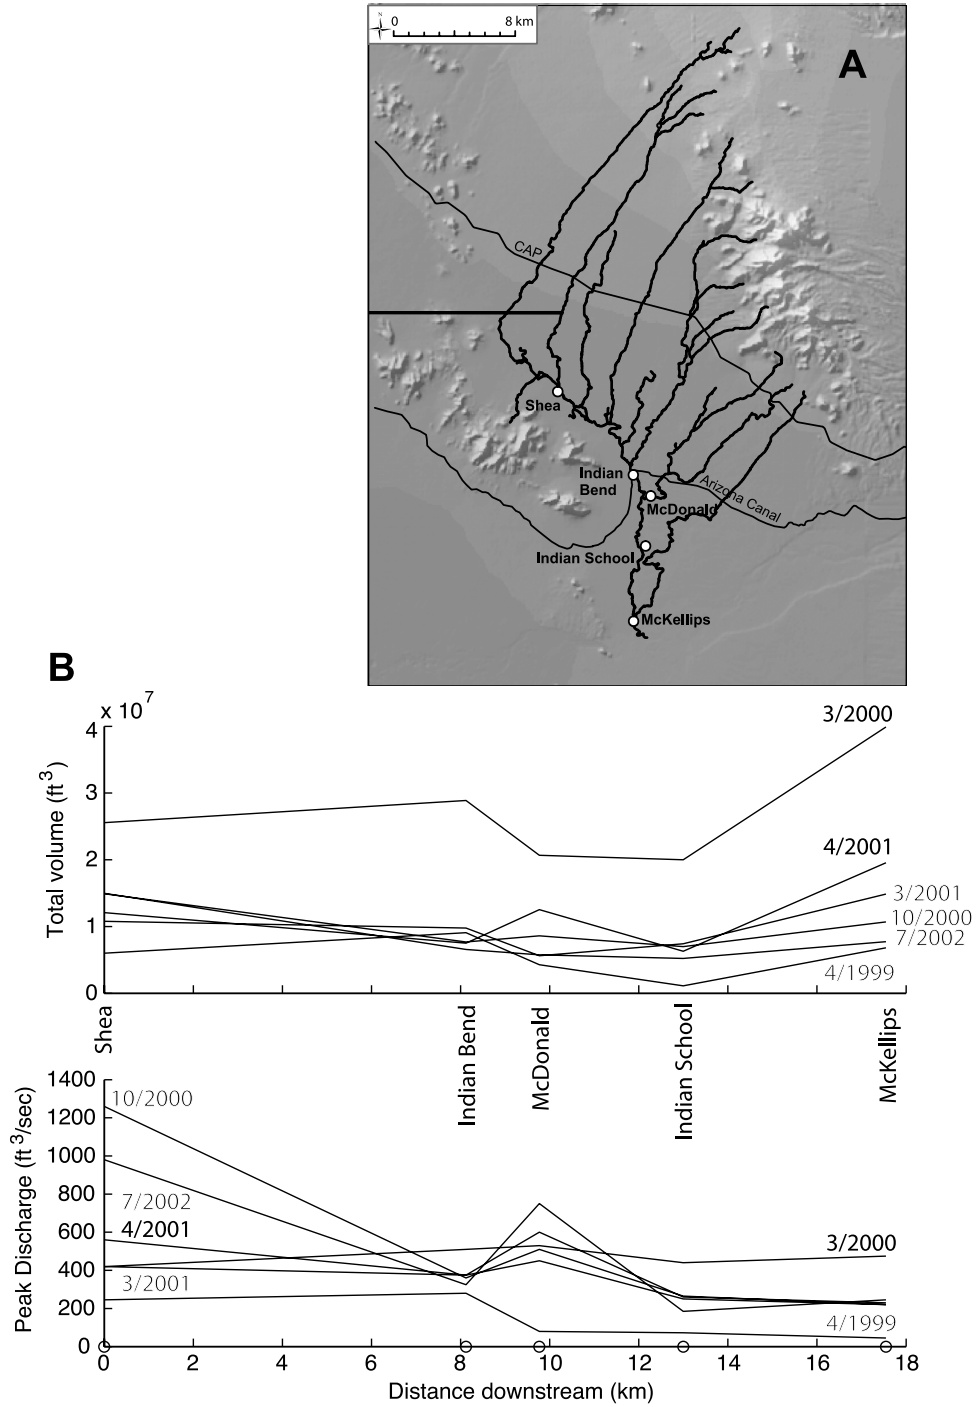 N
0 8 km
A
CAP
Shea
Indian
Bend
Arizona Canal
McDonald
Indian School
McKellips
B
x 10 7
Total volume (ft3)
4
3
2
1
0
3/2000
4/2001
3/2001
10/2000
7/2002
4/1999
Shea
Indian Bend
McDonald
Indian School
McKellips
Peak Discharge (ft3/sec)
1400
1200
1000
800
600
400
200
0
10/2000
7/2002
4/2001
3/2001
3/2000
4/1999
0 2 4 6 8 10 12 14 16 18
Distance downstream (km)